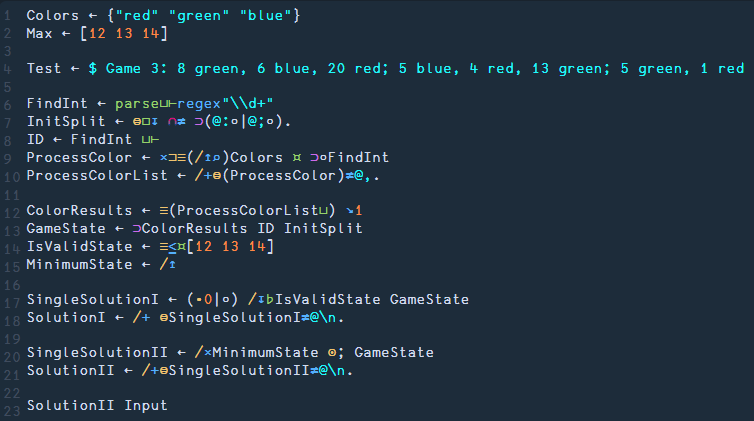 1 Colors ← {"red" "green" "blue"}
2 Max ← [12 13 14]
3
4 Test ← $ Game 3: 8 green, 6 blue, 20 red; 5 blue, 4 red, 13 green; 5 green, 1 red
5
6 FindInt ← parse⊔⊢regex"\\d+"
7 InitSplit ← ⊜□↧ ∩≠ ⊃(@:∘|@;∘).
8 ID ← FindInt ⊔⊢
9 ProcessColor ← ×⊐≡(/↥⌕)Colors ¤ ⊃∘FindInt
10 ProcessColorList ← /+⊜(ProcessColor)≠@,.
11
12 ColorResults ← ≡(ProcessColorList⊔) ↘1
13 GameState ← ⊃ColorResults ID InitSplit
14 IsValidState ← ≡≤¤[12 13 14]
15 MinimumState ← /↥
16
17 SingleSolutionI ← (⋅0|∘) /↧♭IsValidState GameState
18 SolutionI ← /+ ⊜SingleSolutionI≠@\n.
19
20 SingleSolutionII ← /×MinimumState ⊙; GameState
21 SolutionII ← /+⊜SingleSolutionII≠@\n.
22
23 SolutionII Input